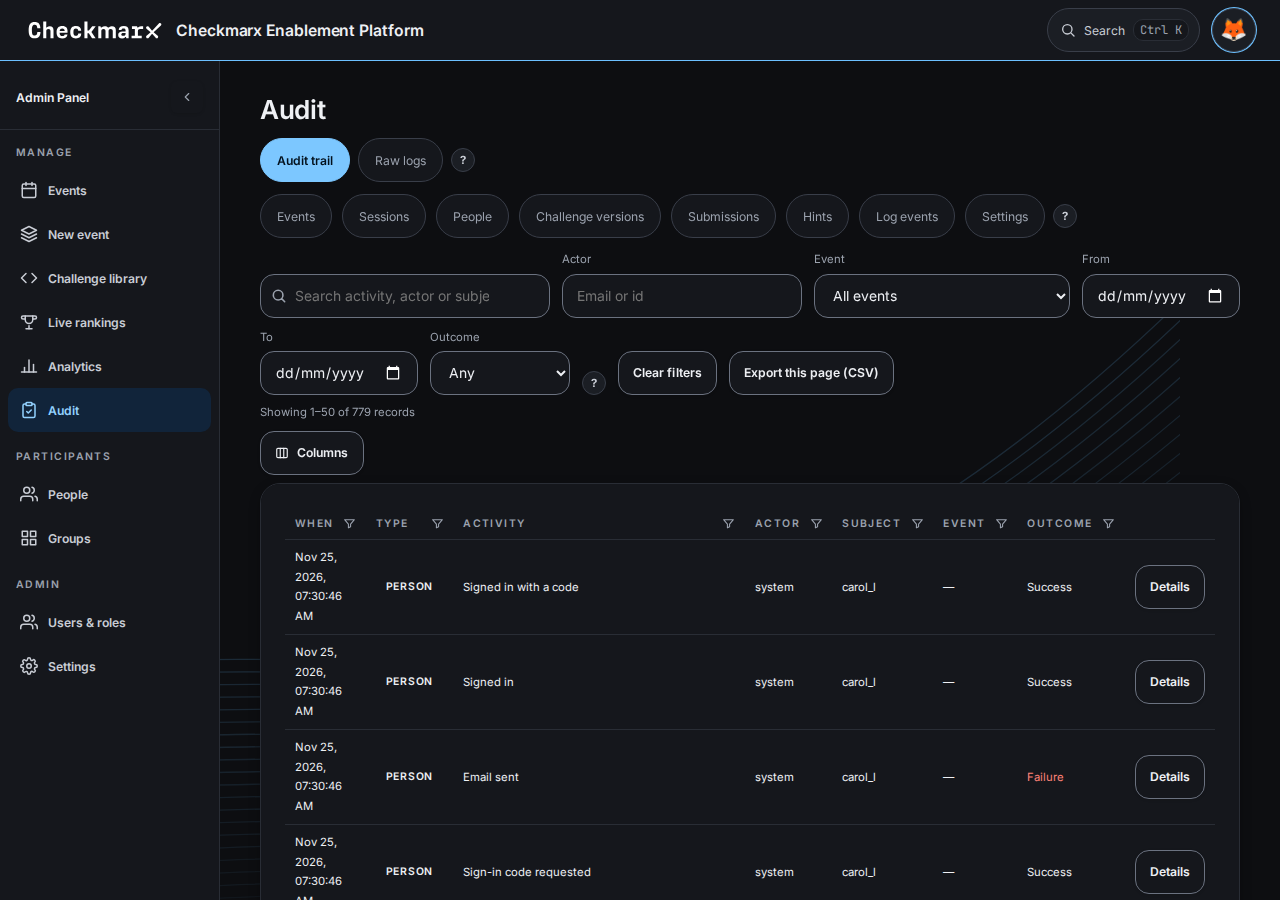 Checkmarx Checkmarx Enablement Platform Search Ctrl K
Admin Panel
MANAGE
Events
New event
Challenge library
Live rankings
Analytics
Audit
PARTICIPANTS
People
Groups
ADMIN
Users & roles
Settings
Audit
Audit trail Raw logs ?
Events Sessions People Challenge versions Submissions Hints Log events Settings ?
Actor Event From
Search activity, actor or subje Email or id All events dd/mm/yyyy
To Outcome
dd/mm/yyyy Any ? Clear filters Export this page (CSV)
Showing 1–50 of 779 records
Columns
WHEN TYPE ACTIVITY ACTOR SUBJECT EVENT OUTCOME
Nov 25,
2026,
07:30:46
AM
PERSON Signed in with a code system carol_l — Success Details
Nov 25,
2026,
07:30:46
AM
PERSON Signed in system carol_l — Success Details
Nov 25,
2026,
07:30:46
AM
PERSON Email sent system carol_l — Failure Details
Nov 25,
2026,
07:30:46
AM
PERSON Sign-in code requested system carol_l — Success Details